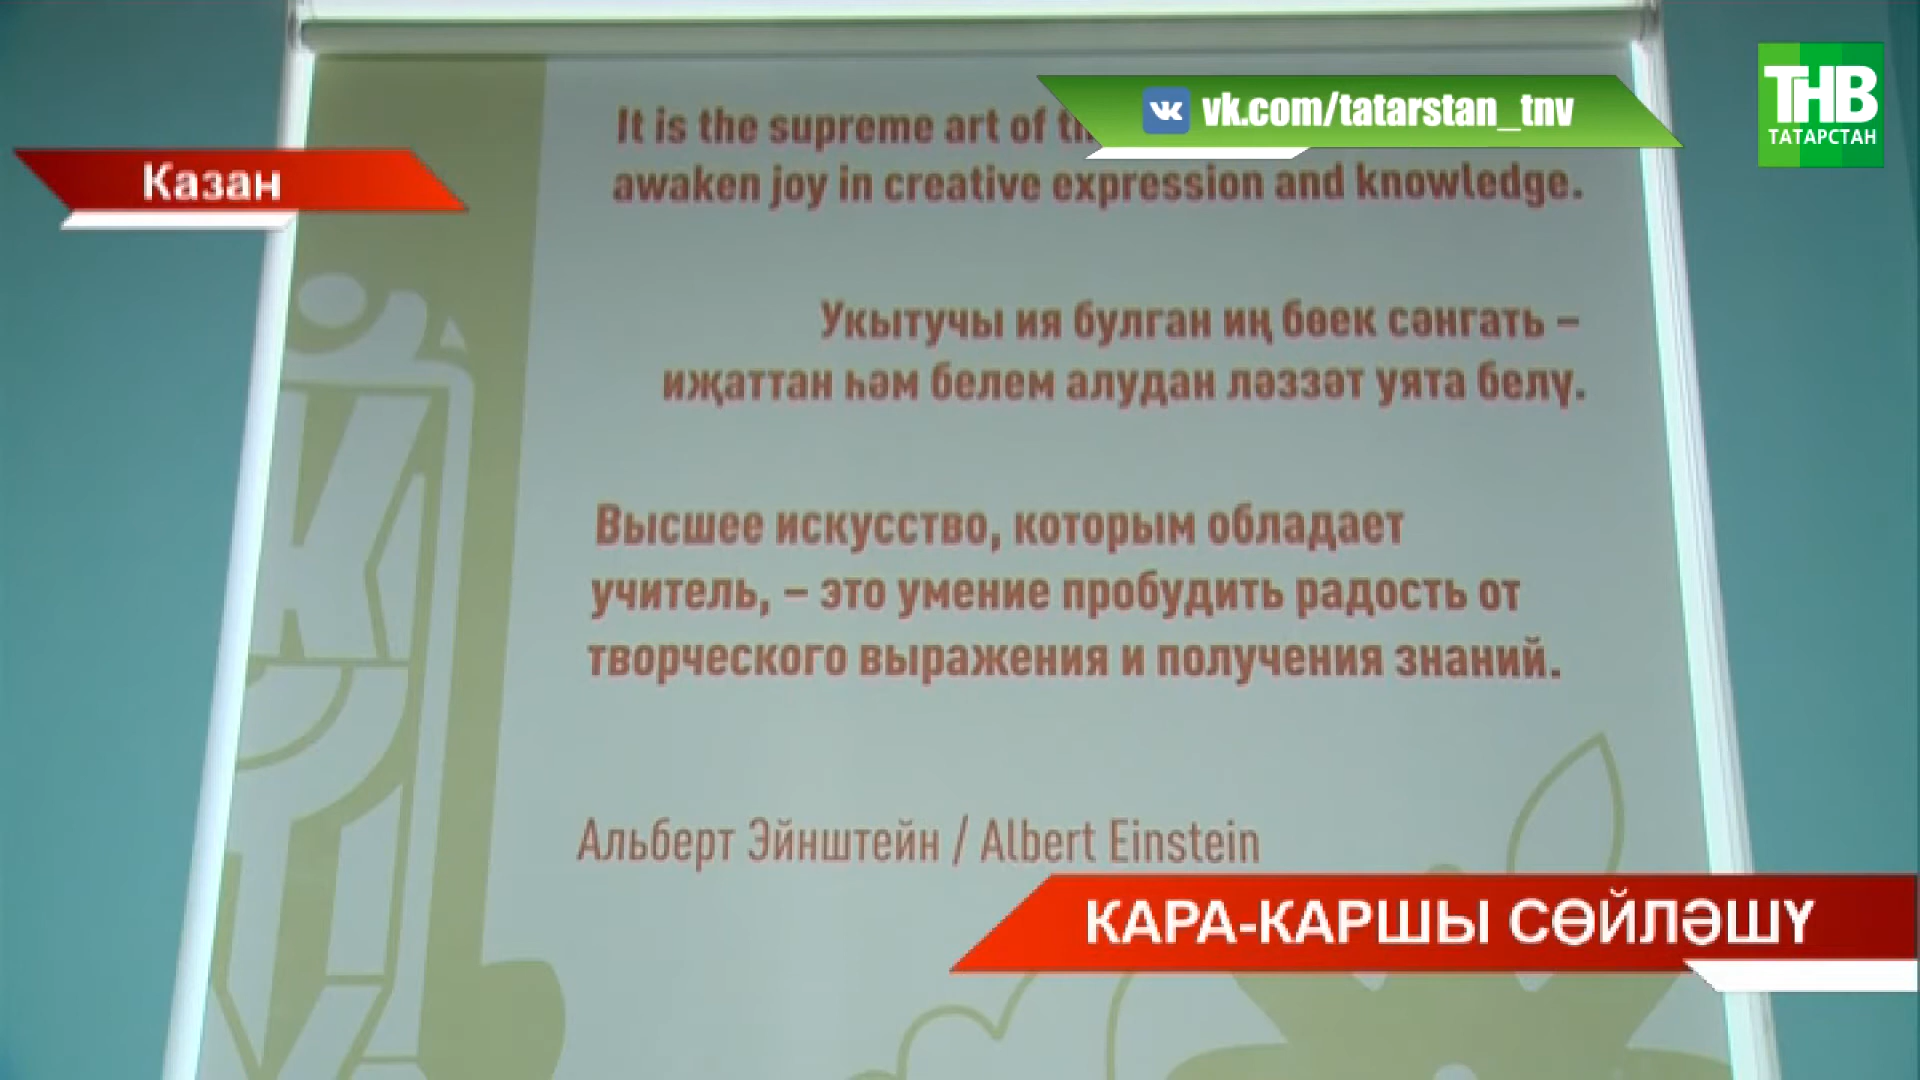 It is the supreme art of
awaken joy in creative expression and knowledge.
Укытучы ия булган иң бөек сәнгать –
иҗаттан һәм белем алудан ләззәт уята белү.
Высшее искусство, которым обладает
учитель, – это умение пробудить радость от
творческого выражения и получения знаний.
Альберт Эйнштейн / Albert Einstein
Казан
vk.com/tatarstan_tnv
ТНВ
ТАТАРСТАН
КАРА-КАРШЫ СӨЙЛӘШҮ